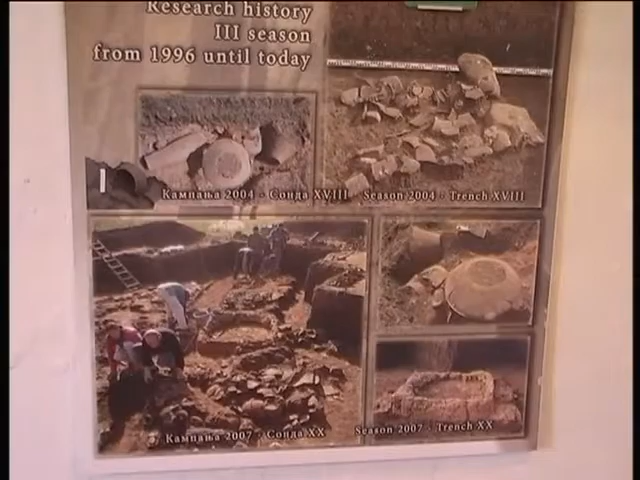 Research history
III season
from 1996 until today
Кампања 2004 - Сонда XVIII
Season 2004 - Trench XVIII
Кампања 2007 - Сонда XX
Season 2007 - Trench XX